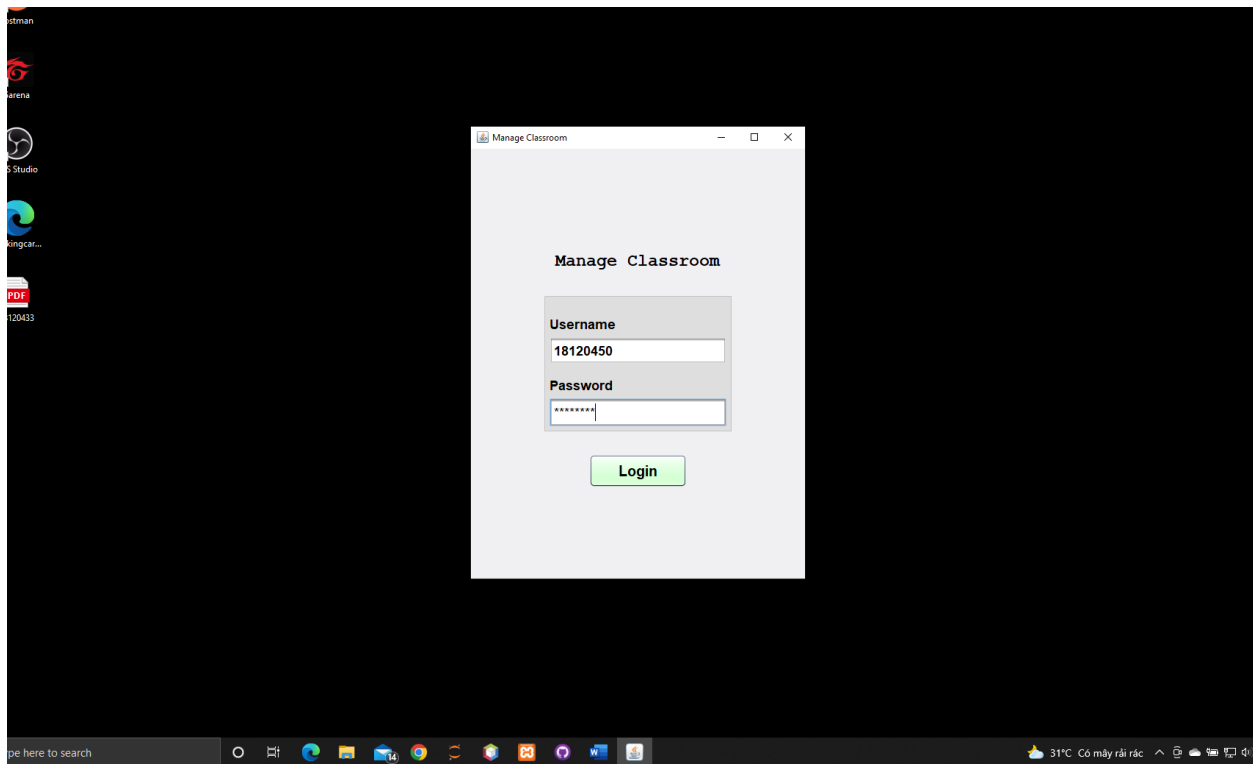 ostman
arena
S Studio
kingcar...
PDF
120433
Manage Classroom
Manage Classroom
Username
18120450
Password
********
Login
pe here to search
14
W
31°C Có mây rải rác